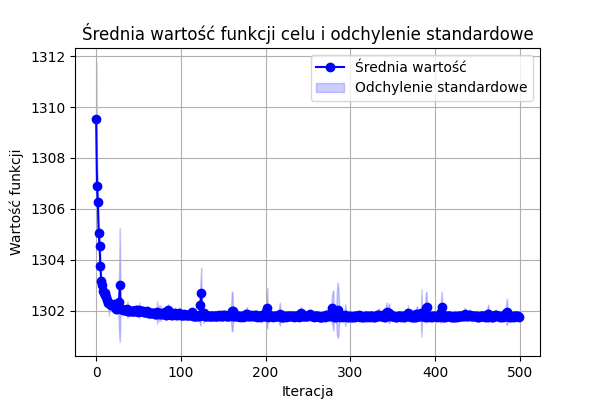 Średnia wartość funkcji celu i odchylenie standardowe
Średnia wartość
Odchylenie standardowe
Wartość funkcji
1312
1310
1308
1306
1304
1302
0 100 200 300 400 500
Iteracja